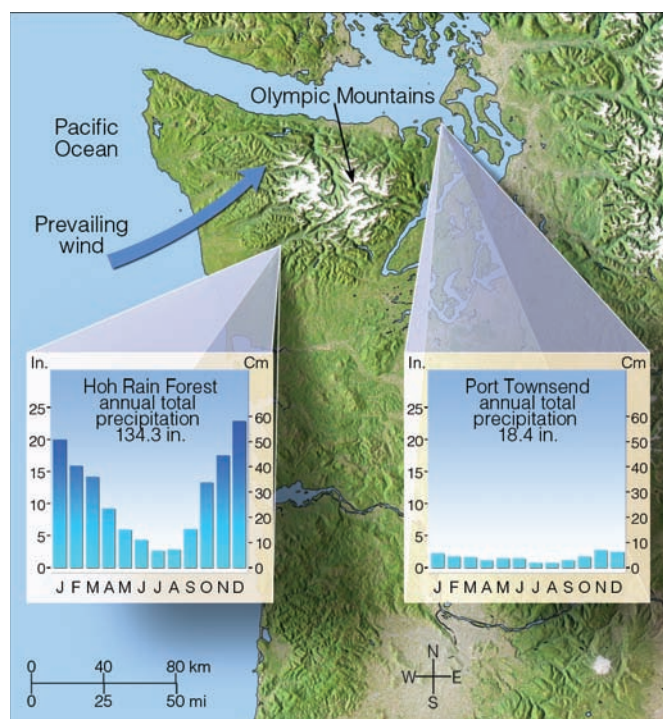 Olympic Mountains
Pacific
Ocean
Prevailing
wind
In.
Cm
Hoh Rain Forest
annual total
precipitation
134.3 in.
25
20
15
10
5
0
60
50
40
30
20
10
0
J F M A M J J A S O N D
In.
Cm
Port Townsend
annual total
precipitation
18.4 in.
25
20
15
10
5
0
60
50
40
30
20
10
0
J F M A M J J A S O N D
0 40 80 km
0 25 50 mi
N
W E
S